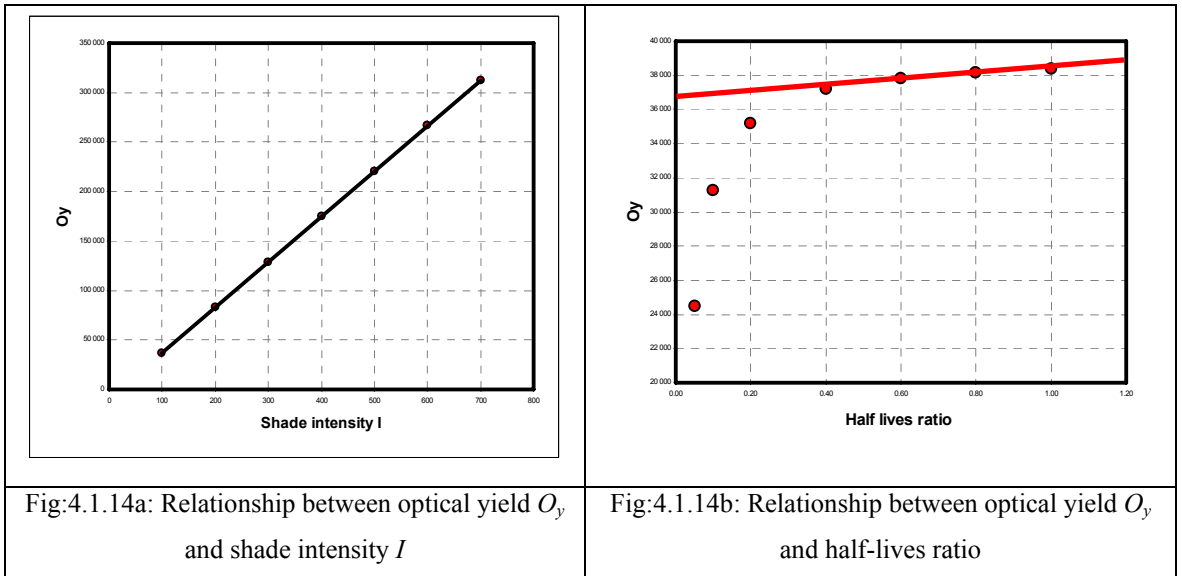 350 000
300 000
250 000
200 000
150 000
100 000
50 000
0
Oy
0 100 200 300 400 500 600 700 800
Shade intensity I
40 000
38 000
36 000
34 000
32 000
30 000
28 000
26 000
24 000
22 000
20 000
Oy
0.00 0.20 0.40 0.60 0.80 1.00 1.20
Half lives ratio
Fig:4.1.14a: Relationship between optical yield Oy
and shade intensity I
Fig:4.1.14b: Relationship between optical yield Oy
and half-lives ratio